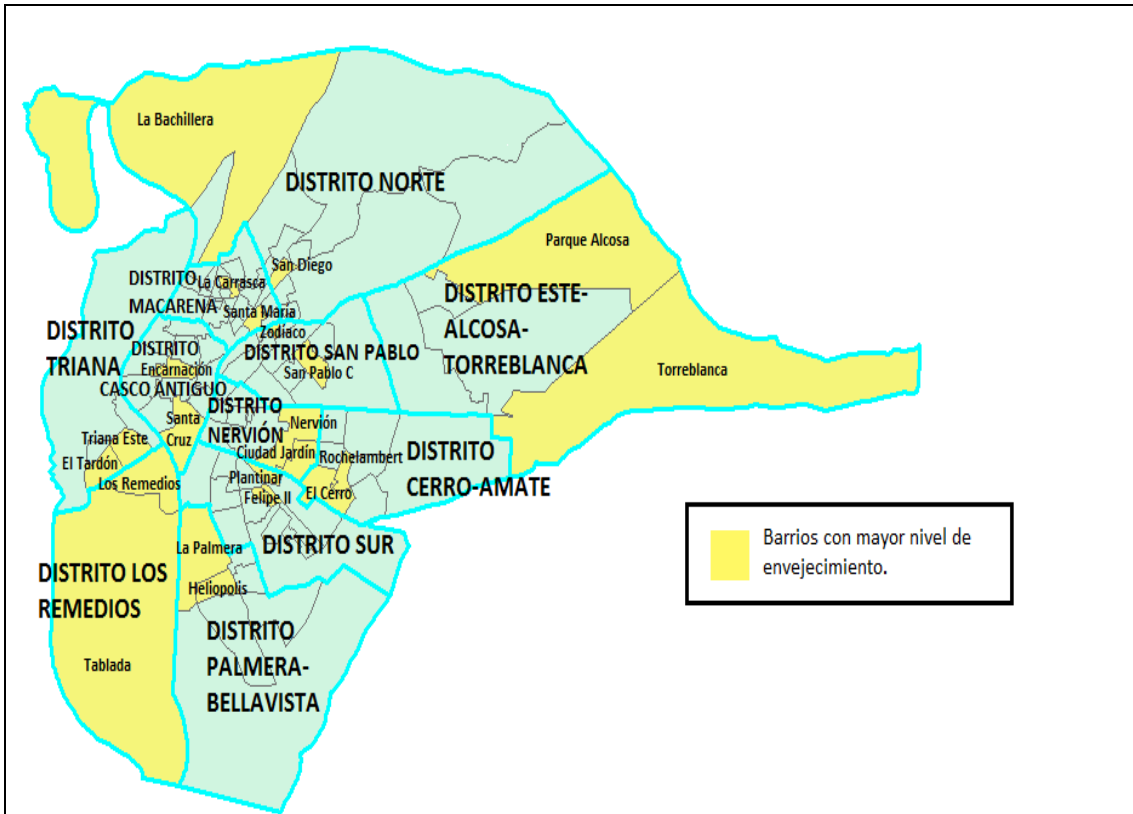 La Bachillera
DISTRITO NORTE
Parque Alcosa
San Diego
DISTRITO
MACARENA
La Carrasca
Santa María
Zodíaco
DISTRITO ESTE-
ALCOSA-
TORREBLANCA
DISTRITO
TRIANA
DISTRITO
Encarnación
CASCO ANTIGUO
DISTRITO SAN PABLO
San Pablo C
Torreblanca
DISTRITO
NERVIÓN
Nervión
Ciudad Jardín
Santa
Cruz
Triana Este
El Tardón
Los Remedios
Rochelambert
DISTRITO
CERRO-AMATE
Plantinar
Felipe II
El Cerro
La Palmera
DISTRITO SUR
Heliopolis
DISTRITO LOS
REMEDIOS
Tablada
DISTRITO
PALMERA-
BELLAVISTA
Barrios con mayor nivel de
envejecimiento.